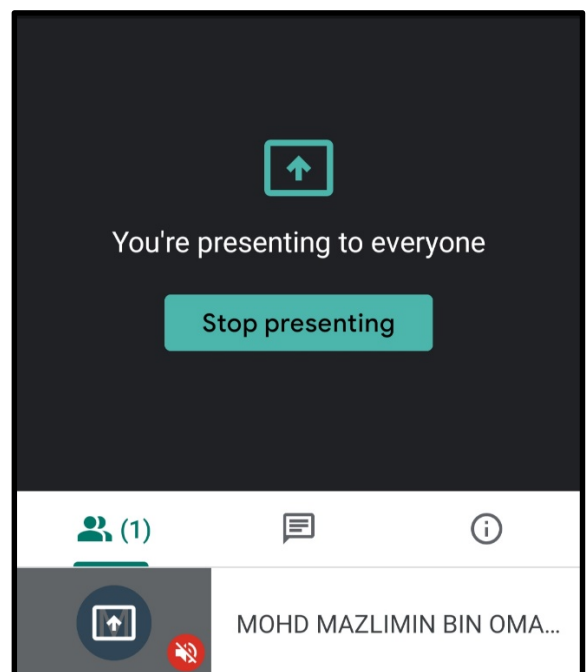 You're presenting to everyone
Stop presenting
(1)
MOHD MAZLIMIN BIN OMA...